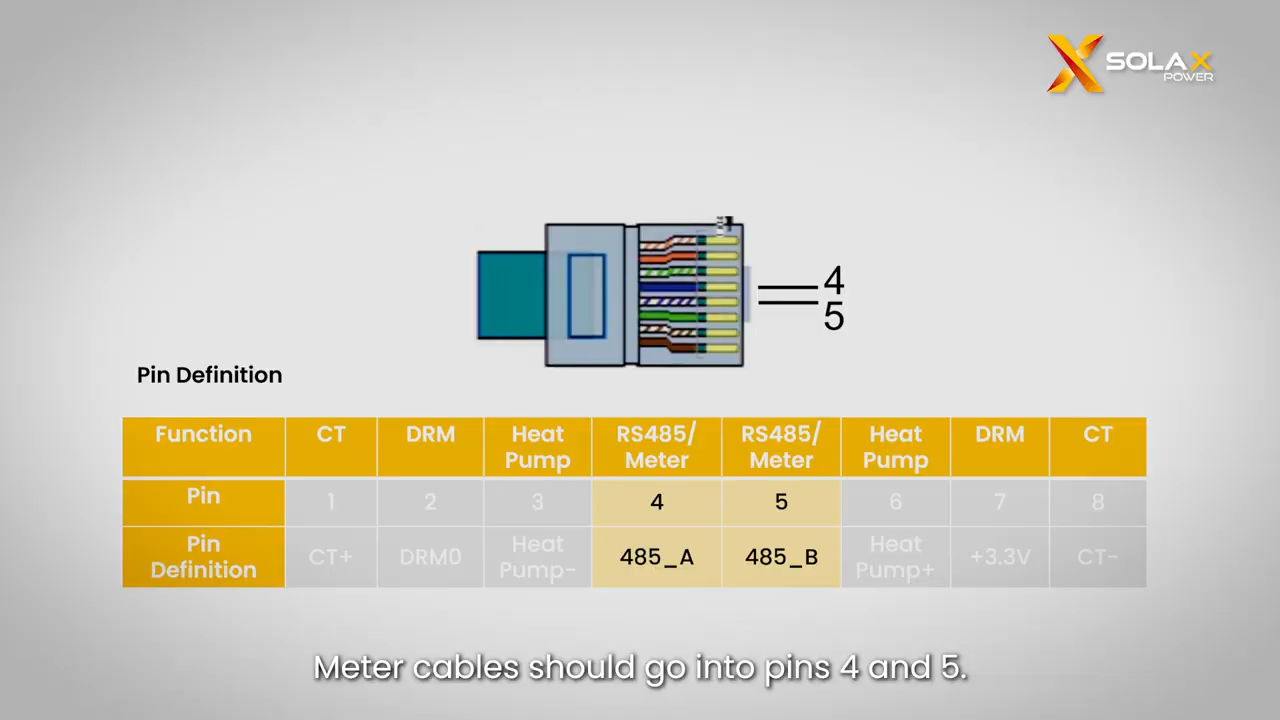 SOLAX
POWER
4
5
Pin Definition
Function CT DRM Heat Pump RS485/ Meter RS485/ Meter Heat Pump DRM CT
Pin 1 2 3 4 5 6 7 8
Pin Definition CT+ DRM0 Heat Pump- 485_A 485_B Heat Pump+ +3.3V CT-
Meter cables should go into pins 4 and 5.